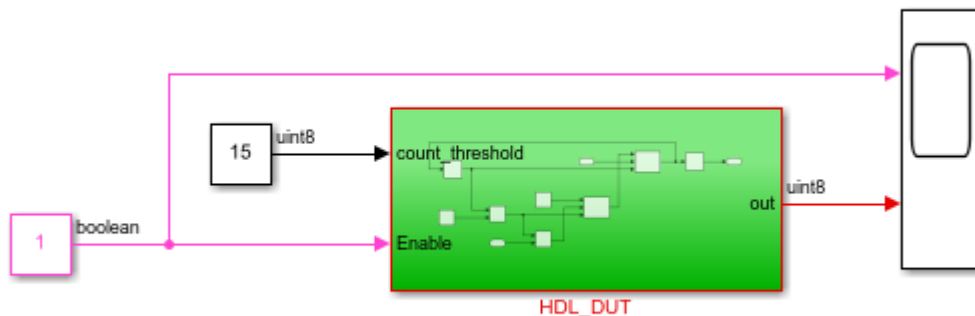 uint8
15
count_threshold
uint8
out
boolean
1
Enable
HDL_DUT